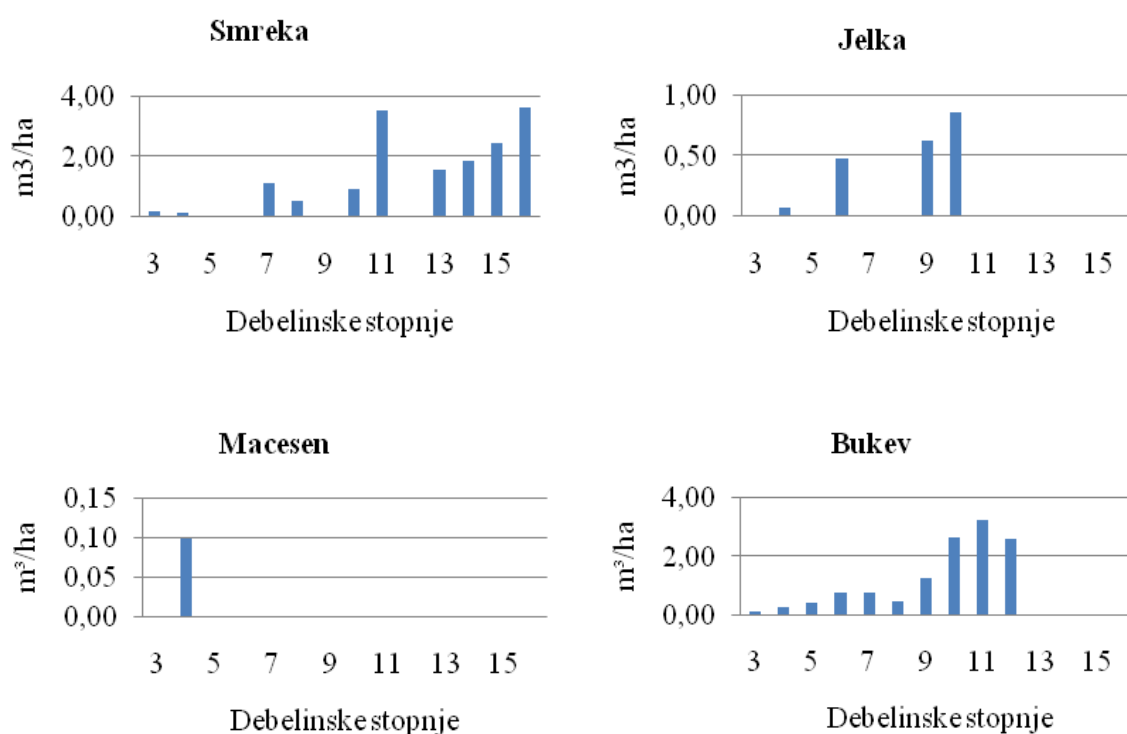 Smreka
m3/ha
4,00
2,00
0,00
3 5 7 9 11 13 15
Debelinske stopnje
Jelka
m3/ha
1,00
0,50
0,00
3 5 7 9 11 13 15
Debelinske stopnje
Macesen
m³/ha
0,15
0,10
0,05
0,00
3 5 7 9 11 13 15
Debelinske stopnje
Bukev
m³/ha
4,00
2,00
0,00
3 5 7 9 11 13 15
Debelinske stopnje